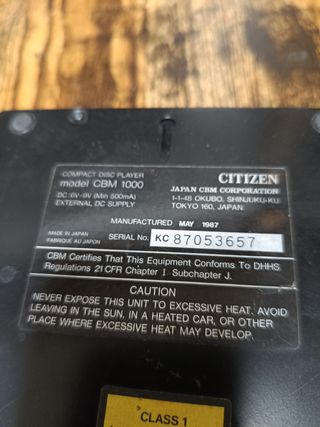 COMPACT DISC PLAYER
model CBM 1000
DC:6V-9V (Min 500mA)
EXTERNAL DC SUPPLY
CITIZEN
JAPAN CBM CORPORATION
1-1-48 OKUBO, SHINJUKU-KU
TOKYO 160, JAPAN
MANUFACTURED MAY 1987
MADE IN JAPAN
FABRIQUÉ AU JAPON
SERIAL No. KC 87053657
CBM Certifies That This Equipment Conforms To DHHS
Regulations 21 CFR Chapter I Subchapter J.
CAUTION
NEVER EXPOSE THIS UNIT TO EXCESSIVE HEAT. AVOID
LEAVING IN THE SUN, IN A HEATED CAR, OR OTHER
PLACE WHERE EXCESSIVE HEAT MAY DEVELOP.
CLASS 1